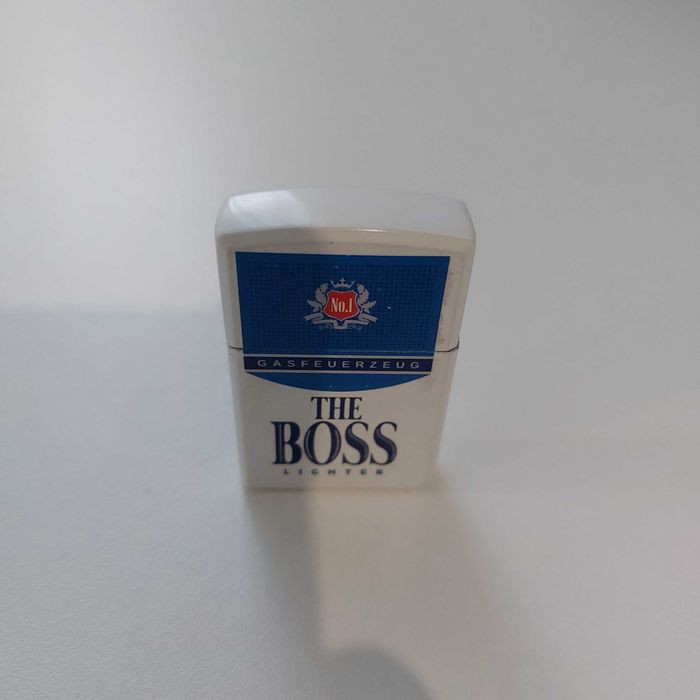 No.1
GASFEUERZEUG
THE
BOSS
LIGHTER